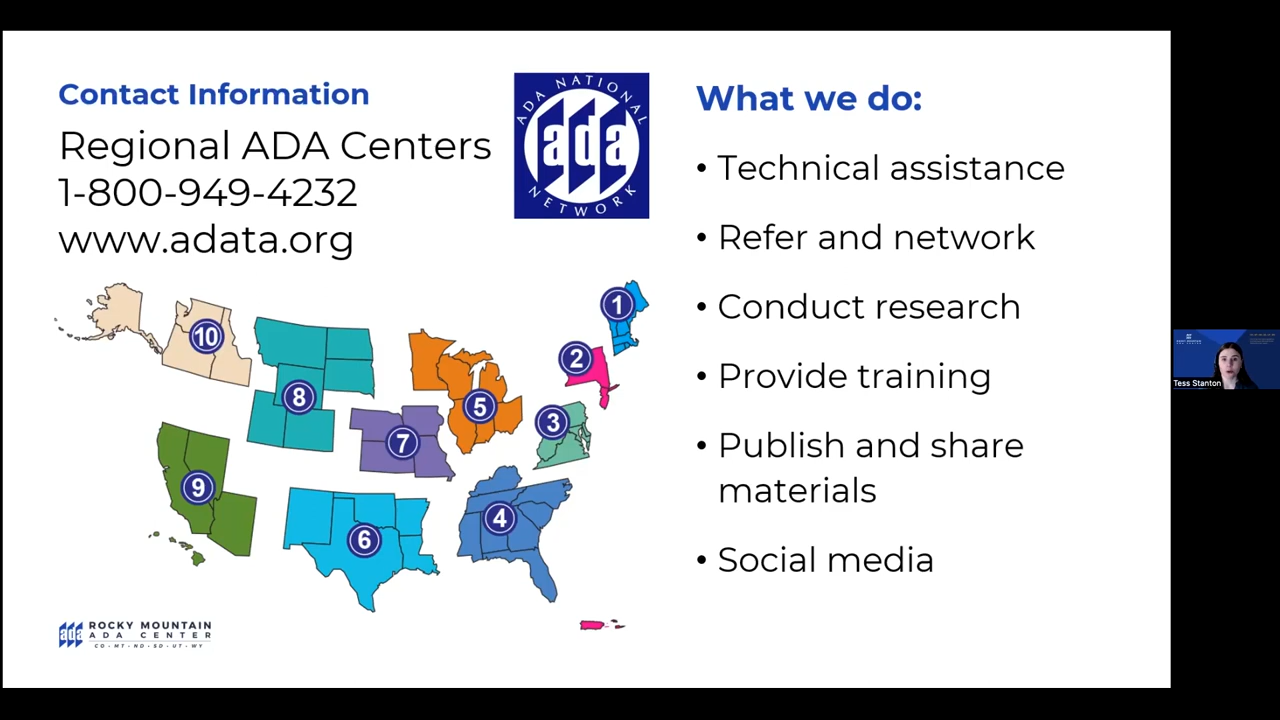 Contact Information
Regional ADA Centers
1-800-949-4232
www.adata.org
ADA NATIONAL
ada
NETWORK
10
8
9
7
6
5
4
3
2
1
ada
ROCKY MOUNTAIN
ADA CENTER
CO - MT - ND - SD - UT - WY
What we do:
• Technical assistance
• Refer and network
• Conduct research
• Provide training
• Publish and share
materials
• Social media
Tess Stanton